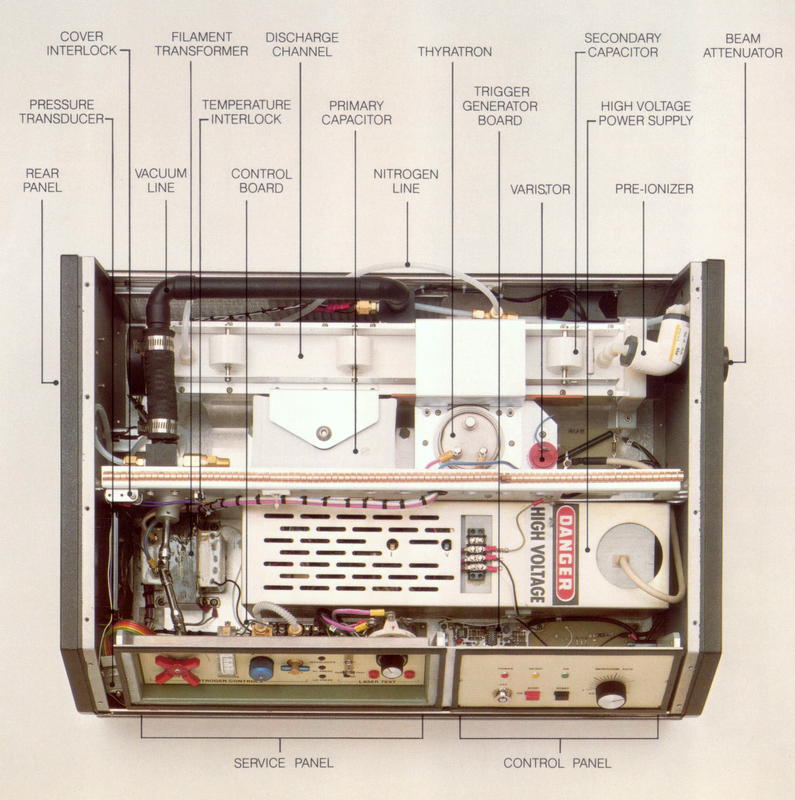 COVER
INTERLOCK
FILAMENT
TRANSFORMER
DISCHARGE
CHANNEL
THYRATRON
SECONDARY
CAPACITOR
BEAM
ATTENUATOR
PRESSURE
TRANSDUCER
TEMPERATURE
INTERLOCK
PRIMARY
CAPACITOR
TRIGGER
GENERATOR
BOARD
HIGH VOLTAGE
POWER SUPPLY
REAR
PANEL
VACUUM
LINE
CONTROL
BOARD
NITROGEN
LINE
VARISTOR
PRE-IONIZER
DANGER
HIGH VOLTAGE
NITROGEN CONTROLS
LASER TEST
SERVICE PANEL
CONTROL PANEL